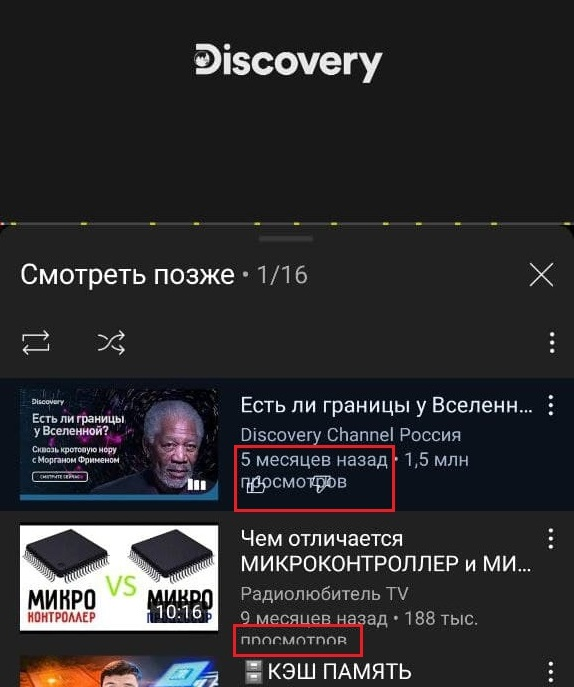 Discovery
Смотреть позже • 1/16
Discovery
Есть ли границы
у Вселенной?
Сквозь кротовую нору
с Морганом Фрименом
СМОТРИТЕ СЕЙЧАС
Есть ли границы у Вселенн...
Discovery Channel Россия
5 месяцев назад • 1,5 млн
просмотров
МИКРО
КОНТРОЛЛЕР
VS
МИКРО
10:16
Чем отличается
МИКРОКОНТРОЛЛЕР и МИ...
Радиолюбитель TV
9 месяцев назад • 188 тыс.
просмотров
КЭШ ПАМЯТЬ